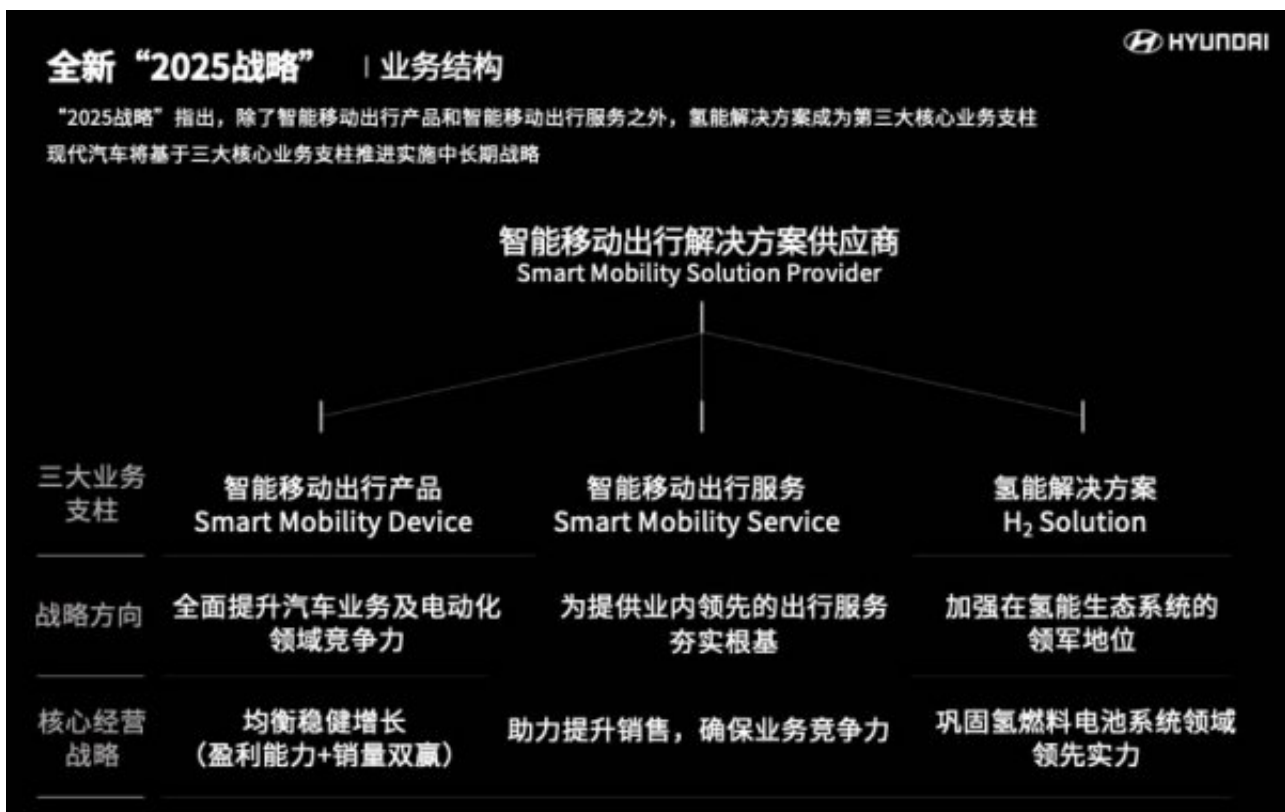 HYUNDAI
全新“2025战略” | 业务结构
“2025战略”指出，除了智能移动出行产品和智能移动出行服务之外，氢能解决方案成为第三大核心业务支柱
现代汽车将基于三大核心业务支柱推进实施中长期战略
智能移动出行解决方案供应商
Smart Mobility Solution Provider
三大业务
支柱
智能移动出行产品
Smart Mobility Device
智能移动出行服务
Smart Mobility Service
氢能解决方案
H₂ Solution
战略方向
全面提升汽车业务及电动化
领域竞争力
为提供业内领先的出行服务
夯实根基
加强在氢能生态系统的
领军地位
核心经营
战略
均衡稳健增长
（盈利能力+销量双赢）
助力提升销售，确保业务竞争力
巩固氢燃料电池系统领域
领先实力